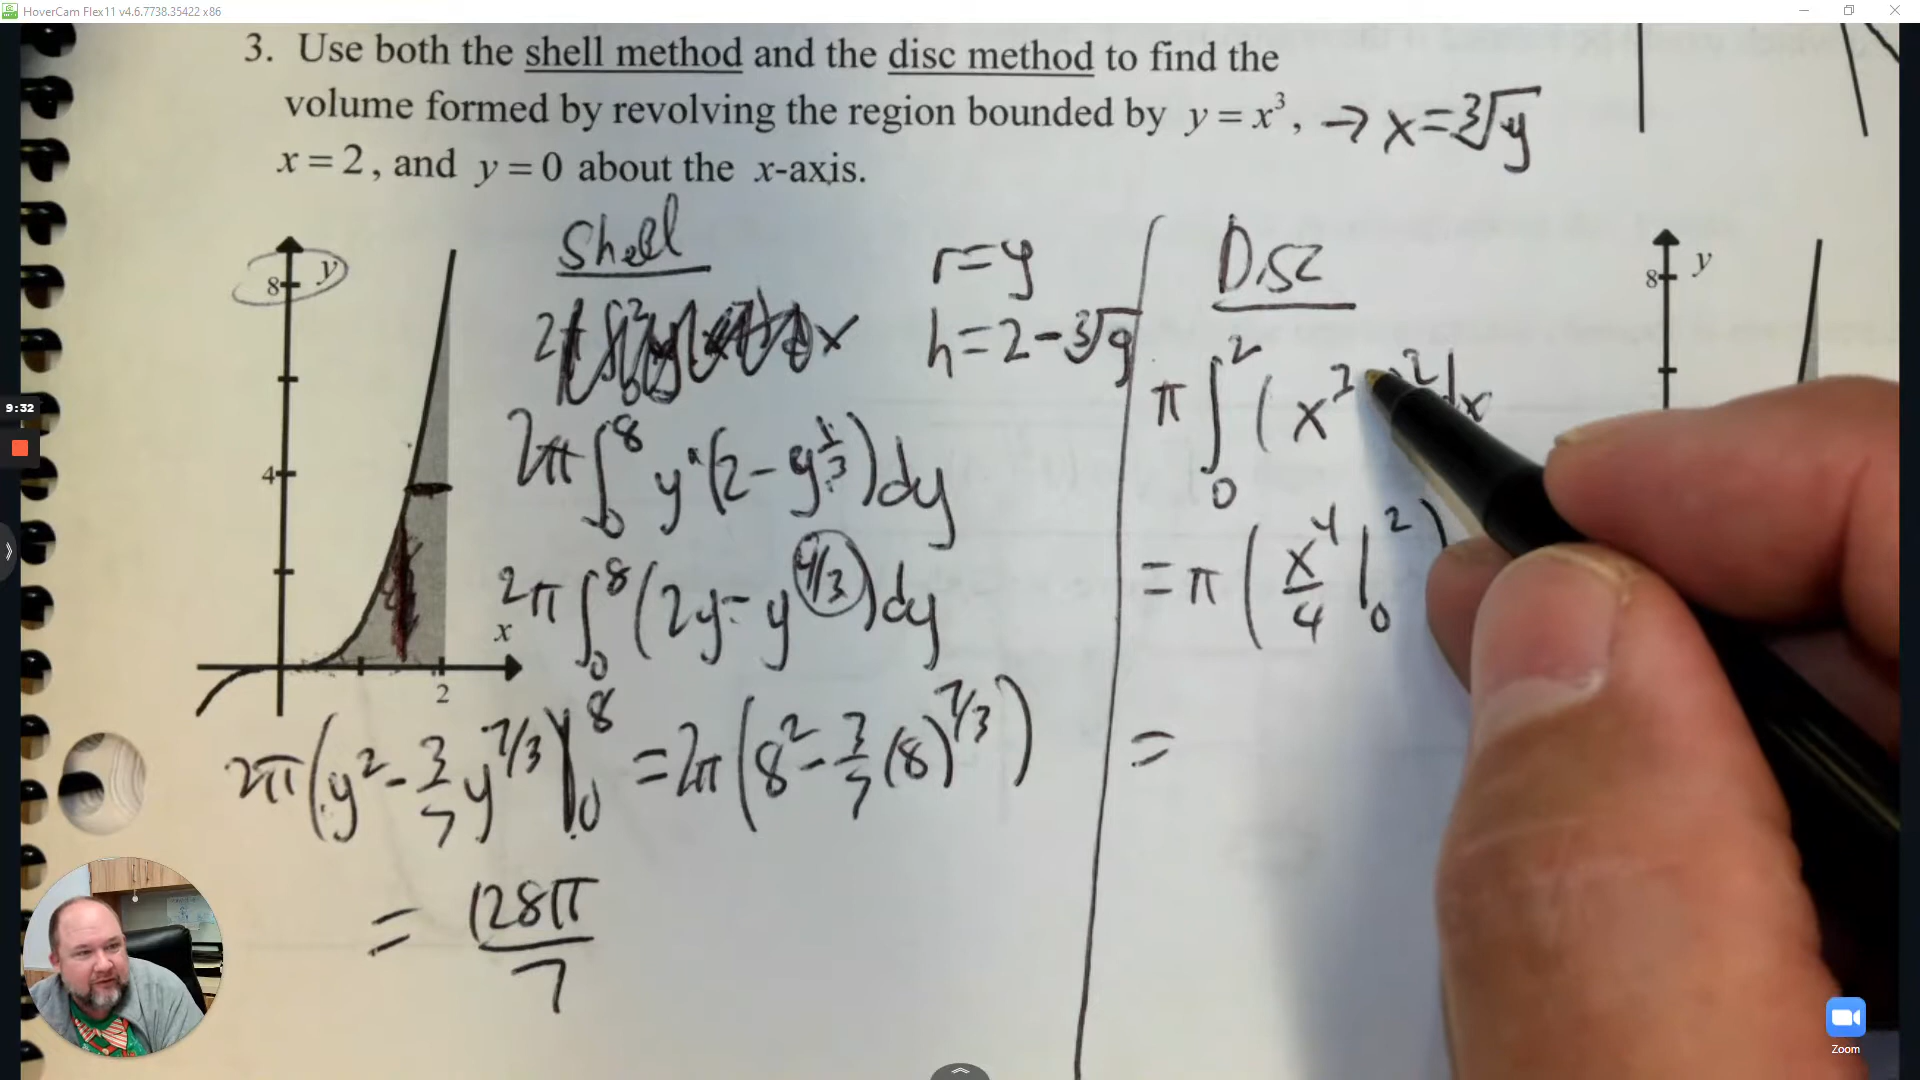 HoverCam Flex11 v4.6.7738.35422 x86
3. Use both the shell method and the disc method to find the
volume formed by revolving the region bounded by y = x³, → x = ³√y
x = 2, and y = 0 about the x-axis.
Shell
r = y
h = 2 - ³√y
2π ∫₀⁸ y¹(2 - y^1/3) dy
2π ∫₀⁸ (2y - y^4/3) dy
2π (y² - 3/7 y^7/3)|₀⁸ = 2π (8² - 3/7 (8)^7/3)
= 128π/7
Disc
π ∫₀² (x³)² dx
= π (x⁴/4 |₀²)
=
8
y
4
x
2
8
y
9:32
Zoom